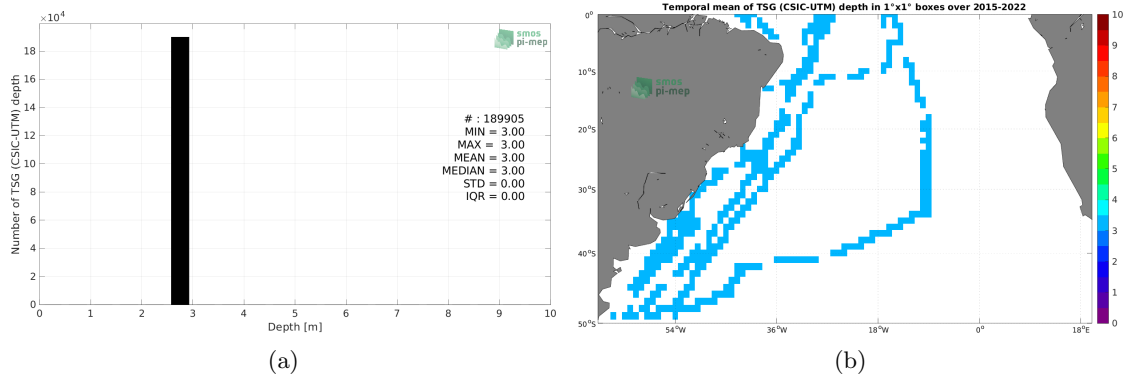 ×10⁴
18
16
14
12
10
8
6
4
2
0
Number of TSG (CSIC-UTM) depth
smos
pi-mep
# : 189905
MIN = 3.00
MAX = 3.00
MEAN = 3.00
MEDIAN = 3.00
STD = 0.00
IQR = 0.00
0 1 2 3 4 5 6 7 8 9 10
Depth [m]
(a)
Temporal mean of TSG (CSIC-UTM) depth in 1°x1° boxes over 2015-2022
0°
10°S
20°S
30°S
40°S
50°S
smos
pi-mep
54°W 36°W 18°W 0° 18°E
10
9
8
7
6
5
4
3
2
1
0
(b)